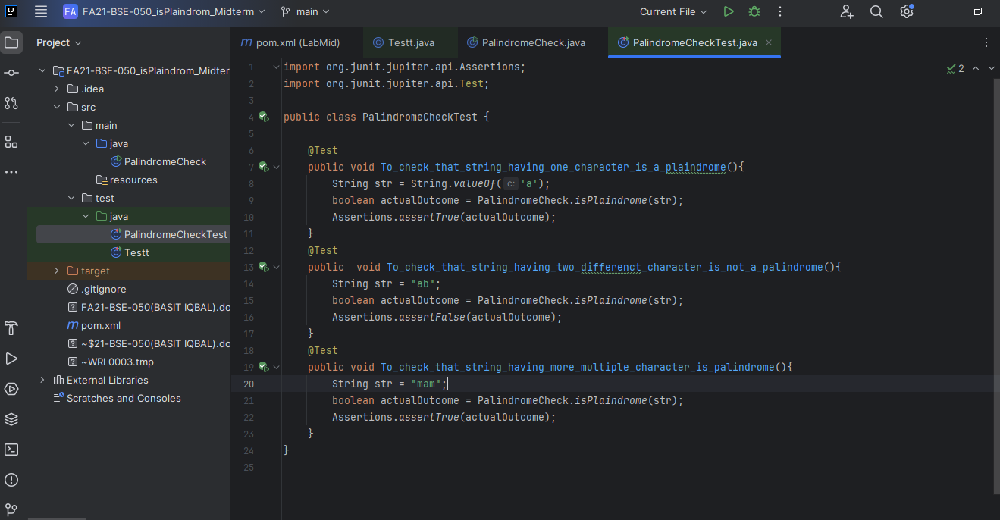 FA FA21-BSE-050_isPlaindrom_Midterm main Current File
Project
pom.xml (LabMid) Testt.java PalindromeCheck.java PalindromeCheckTest.java
FA21-BSE-050_isPlaindrom_Midter
.idea
src
main
java
PalindromeCheck
resources
test
java
PalindromeCheckTest
Testt
target
.gitignore
FA21-BSE-050(BASIT IQBAL).do
pom.xml
~$21-BSE-050(BASIT IQBAL).do
~WRL0003.tmp
External Libraries
Scratches and Consoles
2
1 import org.junit.jupiter.api.Assertions;
2 import org.junit.jupiter.api.Test;
3
4 public class PalindromeCheckTest {
5
6 @Test
7 public void To_check_that_string_having_one_character_is_a_plaindrome(){
8 String str = String.valueOf( c: 'a');
9 boolean actualOutcome = PalindromeCheck.isPlaindrome(str);
10 Assertions.assertTrue(actualOutcome);
11 }
12 @Test
13 public  void To_check_that_string_having_two_differenct_character_is_not_a_palindrome(){
14 String str = "ab";
15 boolean actualOutcome = PalindromeCheck.isPlaindrome(str);
16 Assertions.assertFalse(actualOutcome);
17 }
18 @Test
19 public void To_check_that_string_having_more_multiple_character_is_palindrome(){
20 String str = "mam";
21 boolean actualOutcome = PalindromeCheck.isPlaindrome(str);
22 Assertions.assertTrue(actualOutcome);
23 }
24 }
25